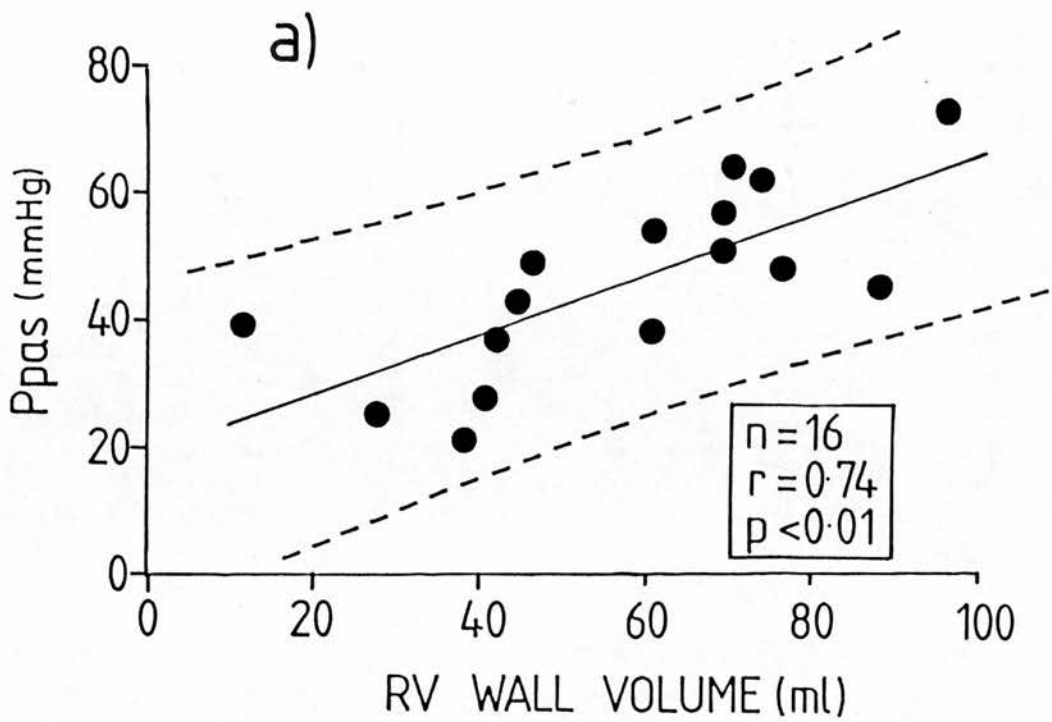 a)
80
60
40
20
0
Ppas (mmHg)
n = 16
r = 0·74
p <0·01
0 20 40 60 80 100
RV WALL VOLUME (ml)